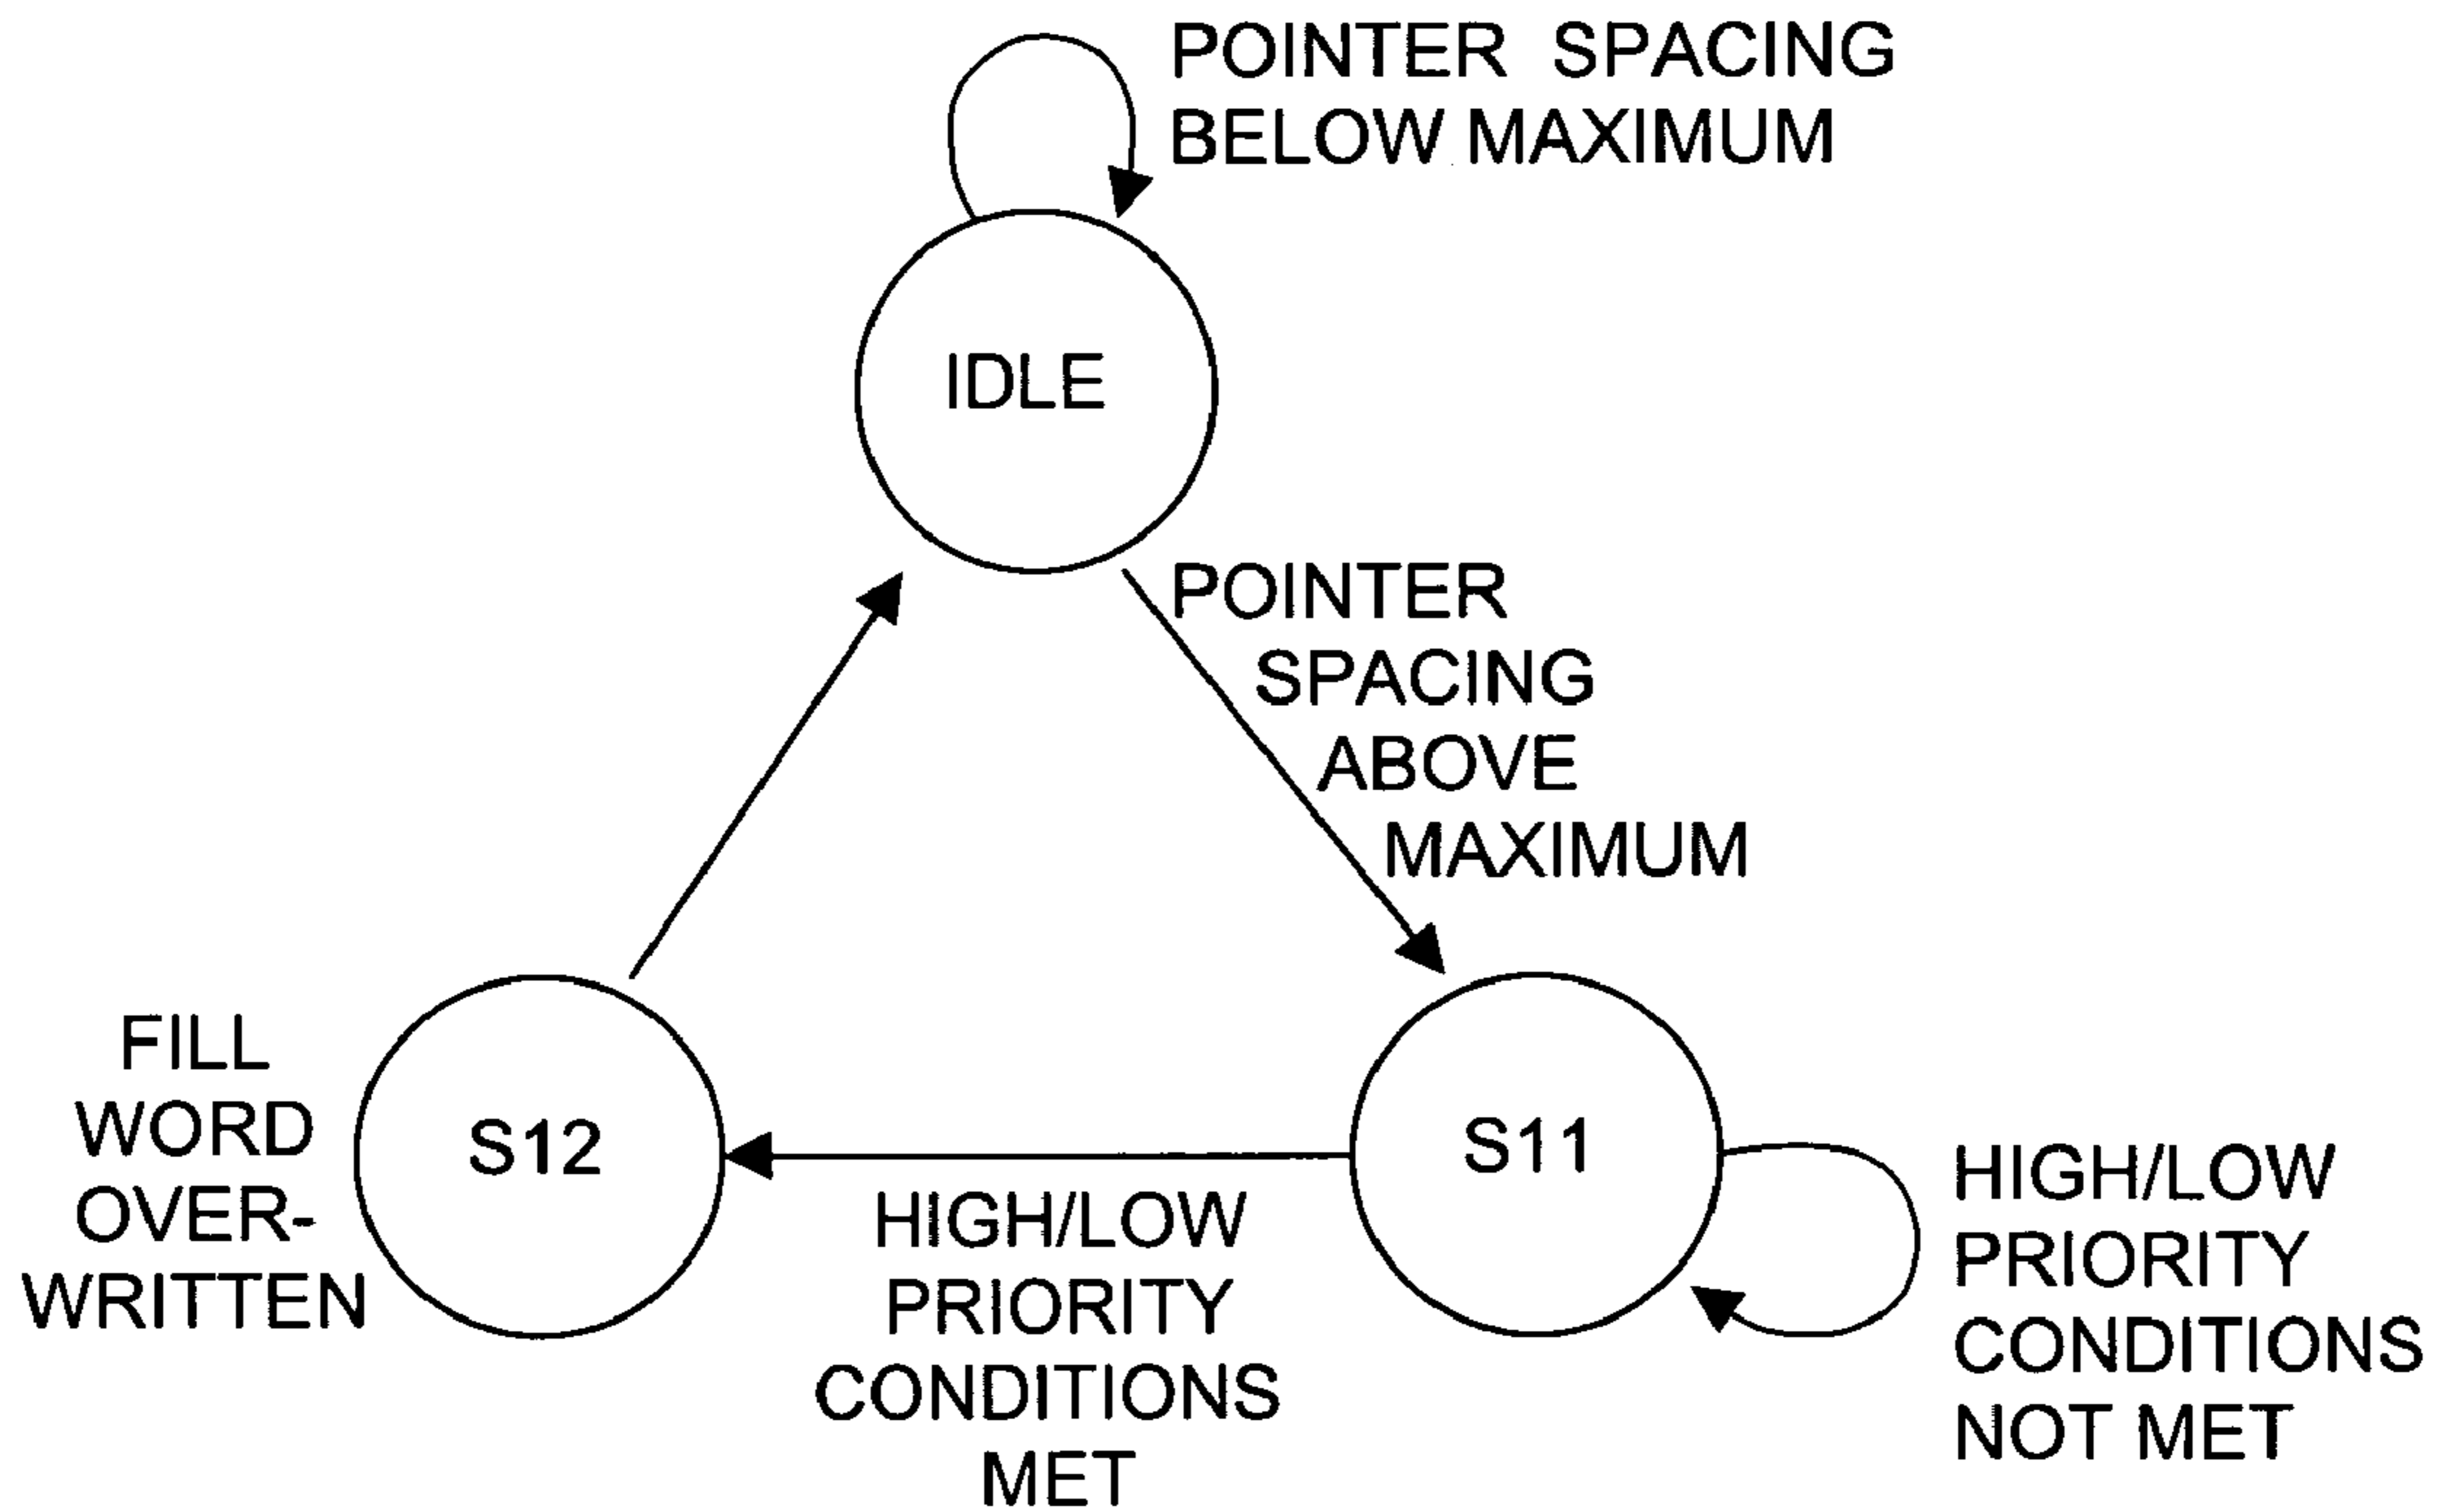 POINTER SPACING
BELOW MAXIMUM
IDLE
POINTER
SPACING
ABOVE
MAXIMUM
FILL
WORD
OVER-
WRITTEN
S12
S11
HIGH/LOW
PRIORITY
CONDITIONS
MET
HIGH/LOW
PRIORITY
CONDITIONS
NOT MET